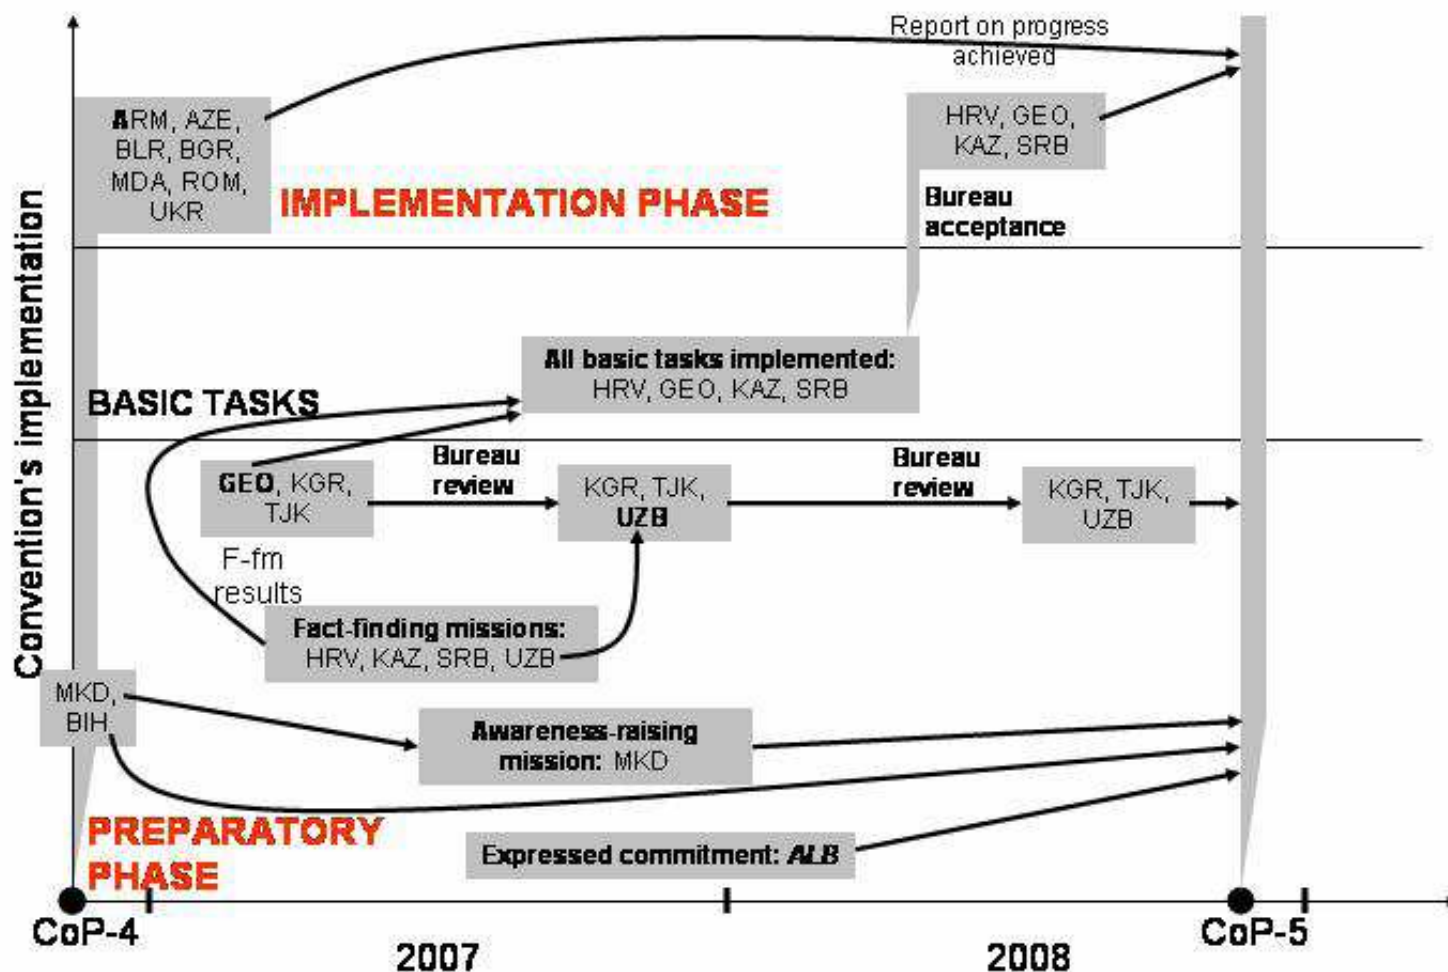 Report on progress
achieved
ARM, AZE,
BLR, BGR,
MDA, ROM,
UKR
HRV, GEO,
KAZ, SRB
IMPLEMENTATION PHASE
Bureau
acceptance
Convention's implementation
All basic tasks implemented:
HRV, GEO, KAZ, SRB
BASIC TASKS
GEO, KGR,
TJK
Bureau
review
KGR, TJK,
UZB
Bureau
review
KGR, TJK,
UZB
F-fm
results
Fact-finding missions:
HRV, KAZ, SRB, UZB
MKD,
BIH
Awareness-raising
mission: MKD
PREPARATORY
PHASE
Expressed commitment: ALB
CoP-4
2007
2008
CoP-5